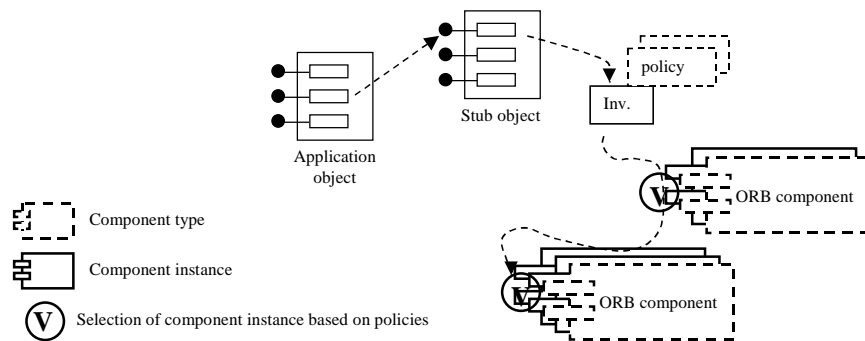 policy
Inv.
Stub object
Application
object
V
ORB component
Component type
Component instance
V
ORB component
V
Selection of component instance based on policies